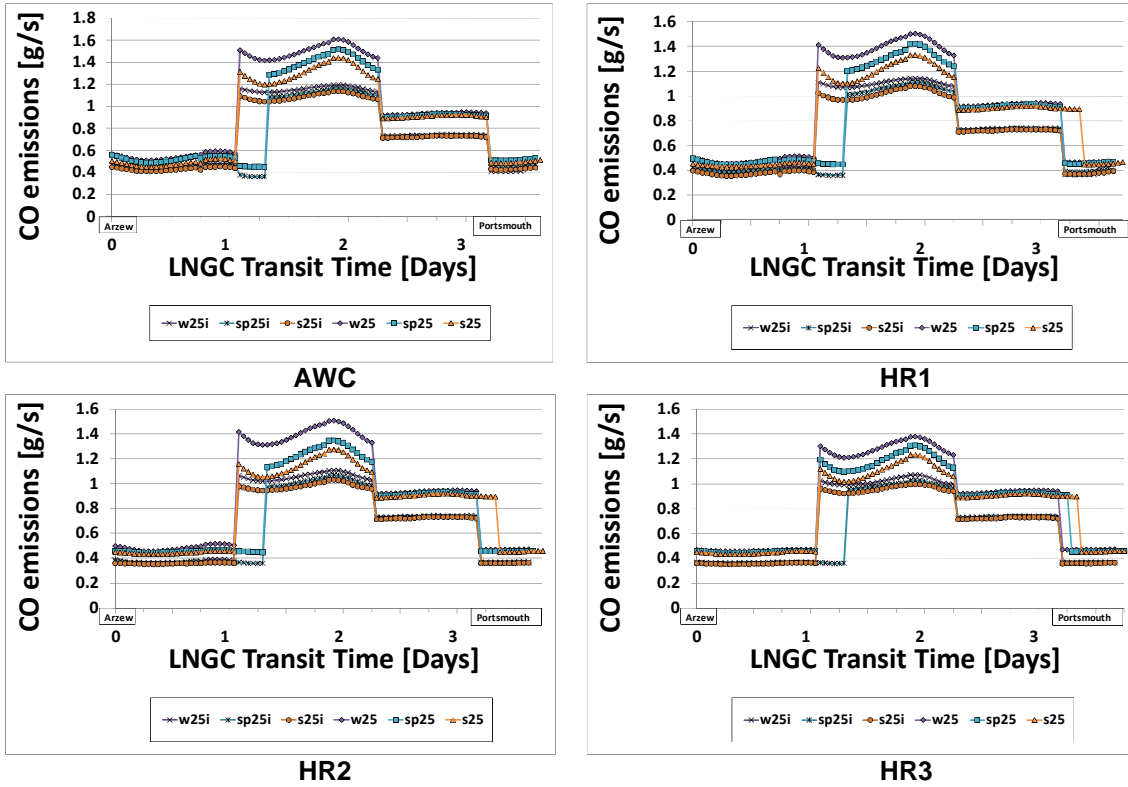 CO emissions [g/s]
1.8
1.6
1.4
1.2
1
0.8
0.6
0.4
0.2
0
Arzew
Portsmouth
0 1 2 3
LNGC Transit Time [Days]
w25i sp25i s25i w25 sp25 s25
AWC
CO emissions [g/s]
1.6
1.4
1.2
1
0.8
0.6
0.4
0.2
0
Arzew
Portsmouth
0 1 2 3
LNGC Transit Time [Days]
w25i sp25i s25i w25 sp25 s25
HR1
CO emissions [g/s]
1.6
1.4
1.2
1
0.8
0.6
0.4
0.2
0
Arzew
Portsmouth
0 1 2 3
LNGC Transit Time [Days]
w25i sp25i s25i w25 sp25 s25
HR2
CO emissions [g/s]
1.6
1.4
1.2
1
0.8
0.6
0.4
0.2
0
Arzew
Portsmouth
0 1 2 3
LNGC Transit Time [Days]
w25i sp25i s25i w25 sp25 s25
HR3